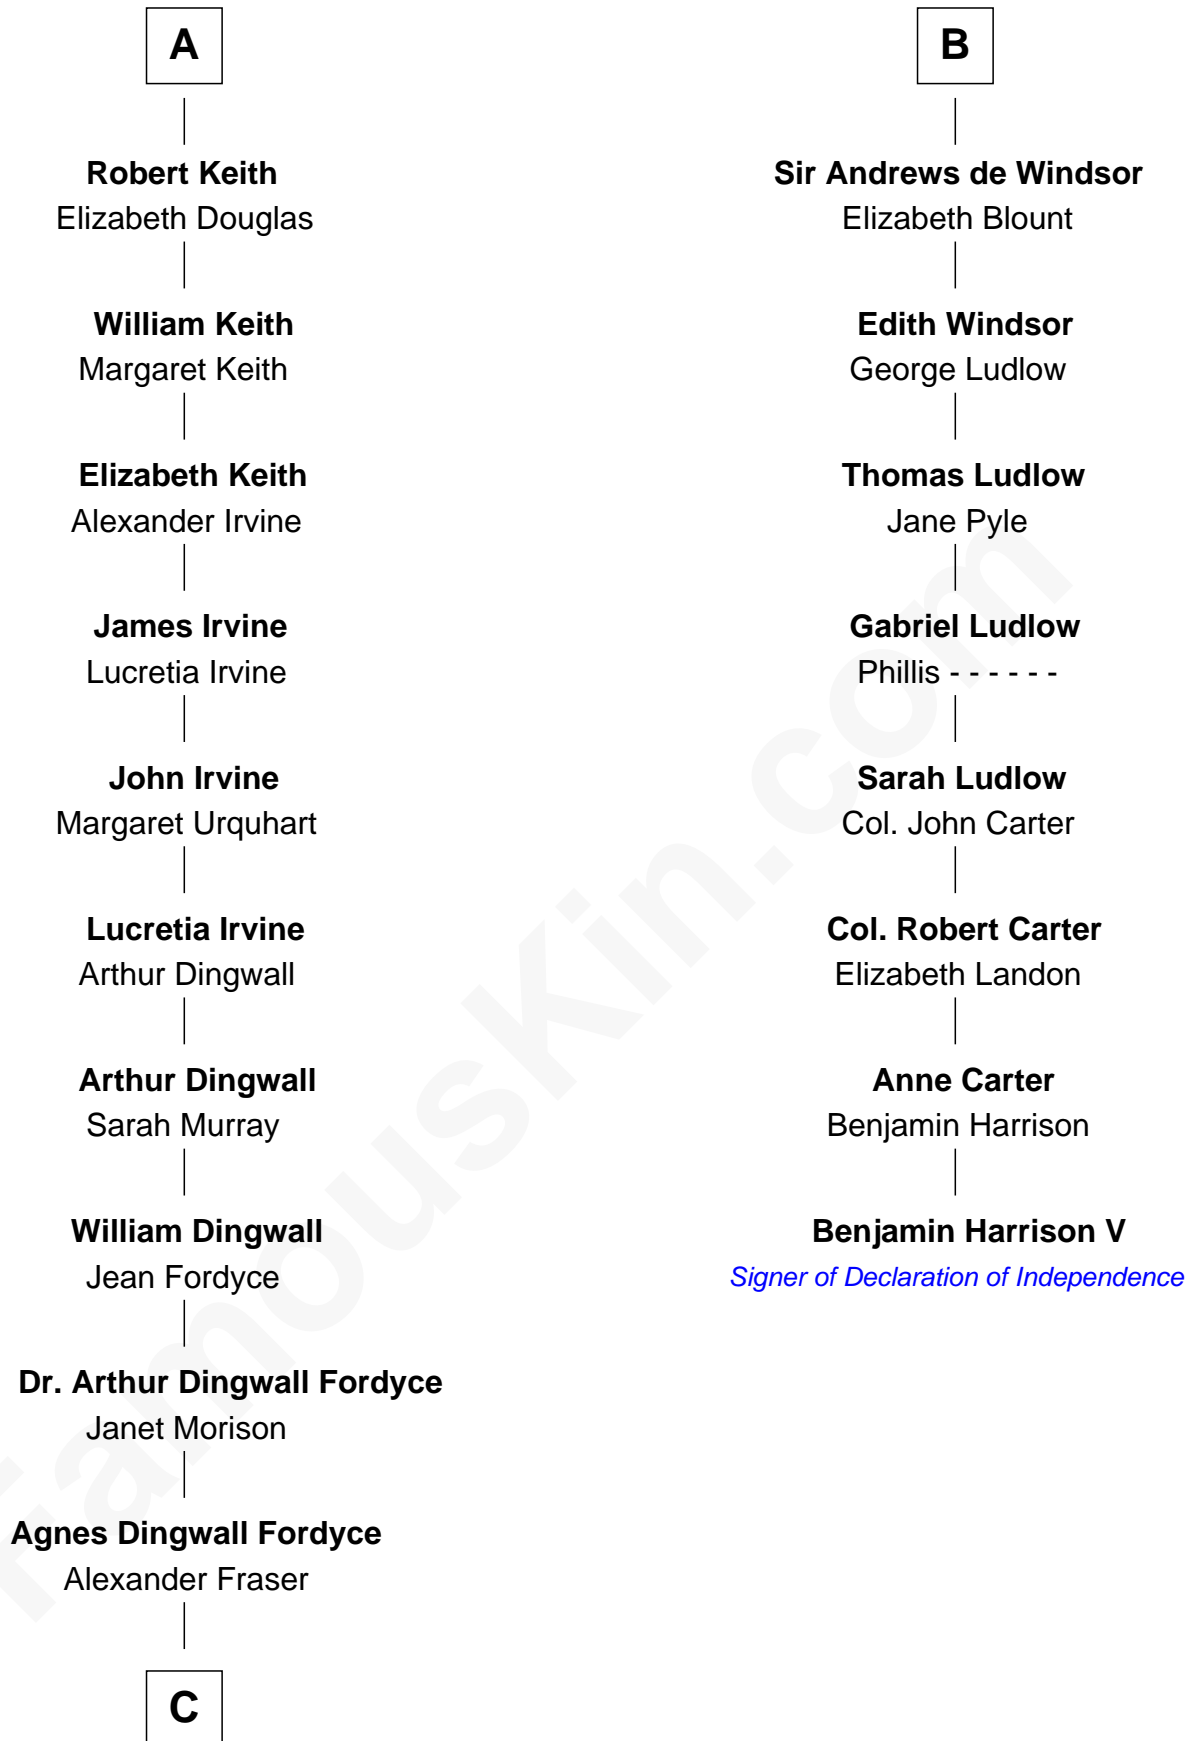 A
Robert Keith
Elizabeth Douglas
William Keith
Margaret Keith
Elizabeth Keith
Alexander Irvine
James Irvine
Lucretia Irvine
John Irvine
Margaret Urquhart
Lucretia Irvine
Arthur Dingwall
Arthur Dingwall
Sarah Murray
William Dingwall
Jean Fordyce
Dr. Arthur Dingwall Fordyce
Janet Morison
Agnes Dingwall Fordyce
Alexander Fraser
C
B
Sir Andrews de Windsor
Elizabeth Blount
Edith Windsor
George Ludlow
Thomas Ludlow
Jane Pyle
Gabriel Ludlow
Phillis - - - - - -
Sarah Ludlow
Col. John Carter
Col. Robert Carter
Elizabeth Landon
Anne Carter
Benjamin Harrison
Benjamin Harrison V
Signer of Declaration of Independence
FamousKin.com